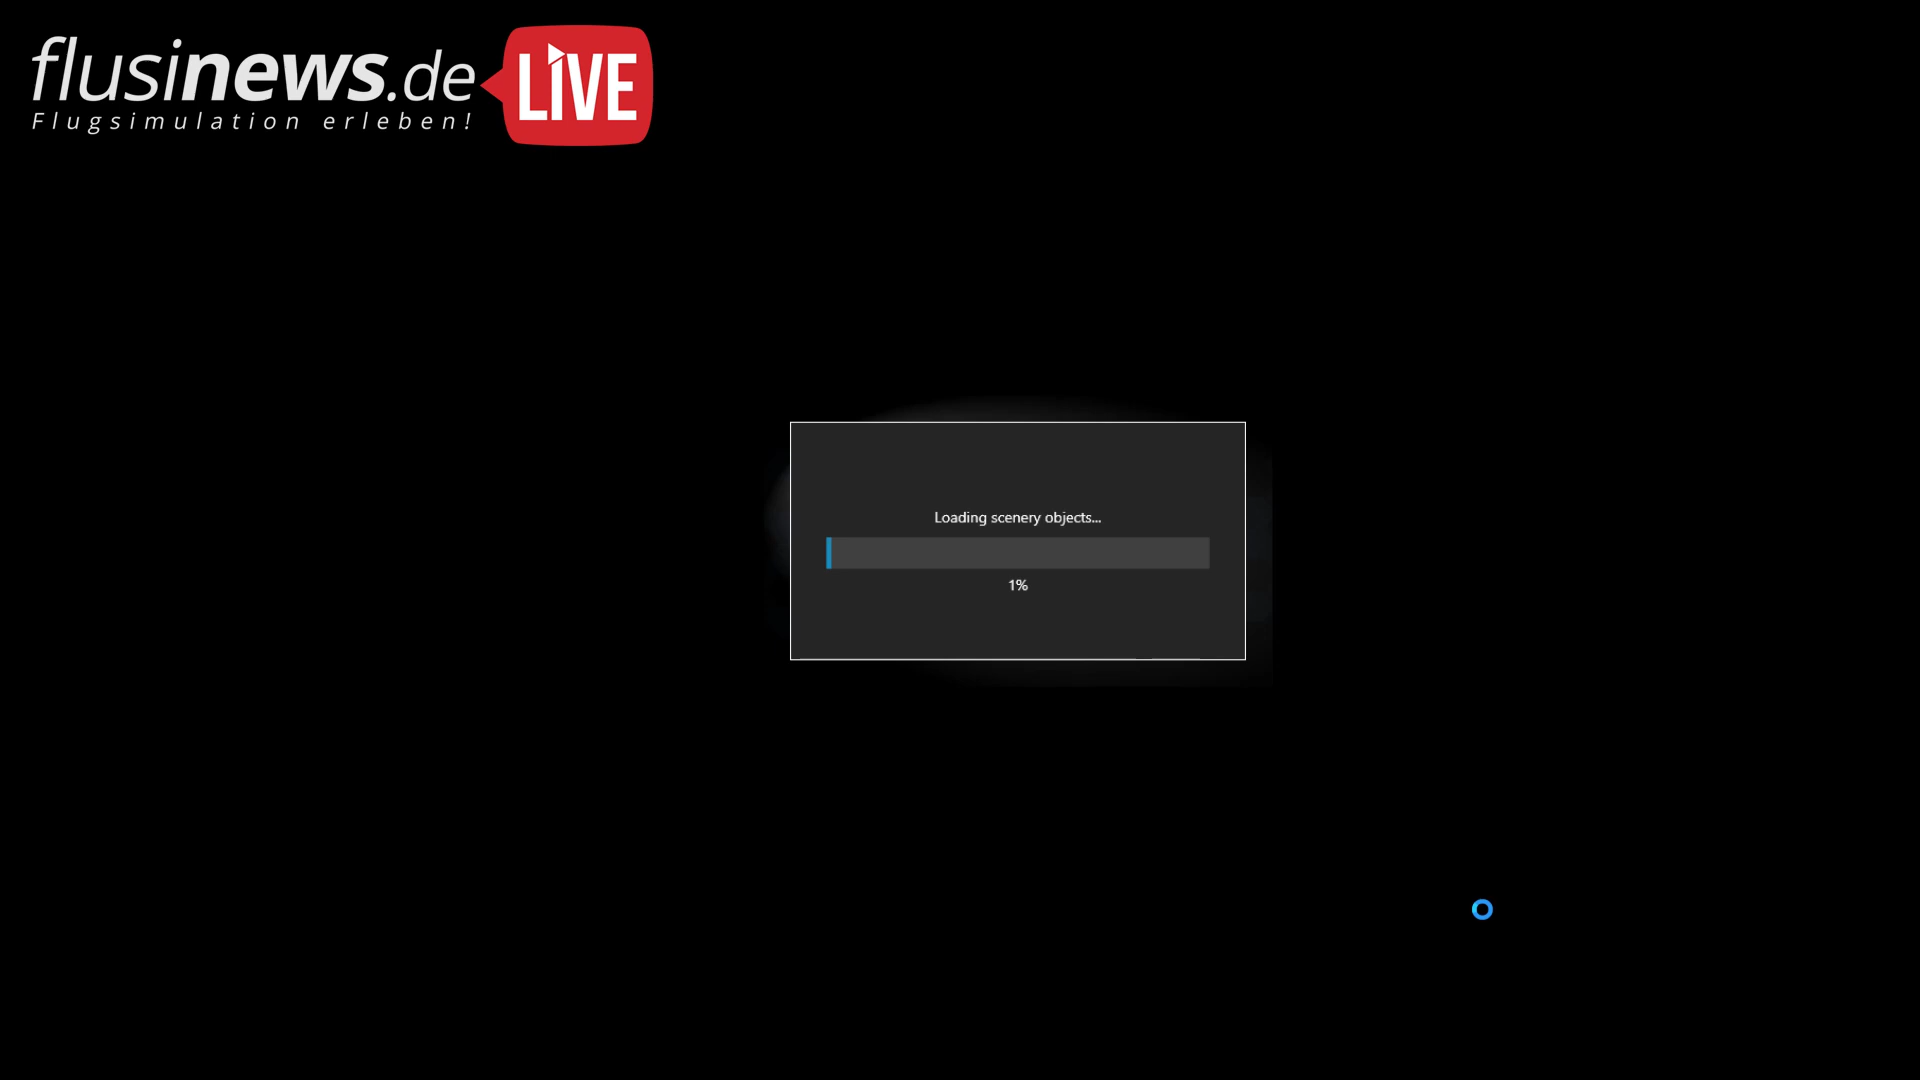 flusinews.de
LIVE
Flugsimulation erleben!
Loading scenery objects...
1%